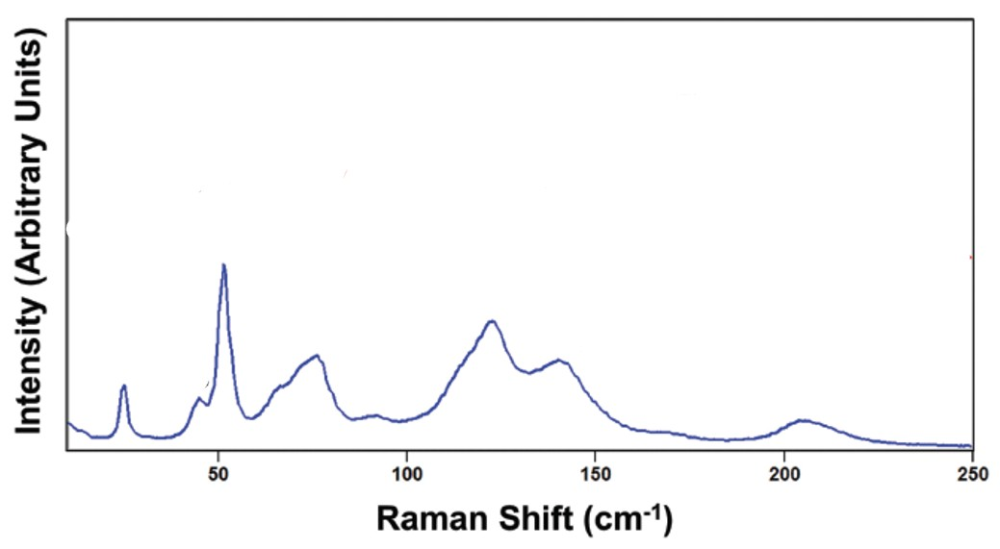 Intensity (Arbitrary Units)
50 100 150 200 250
Raman Shift (cm-1)